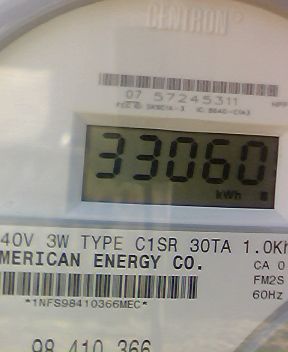 CENTRON®
07 57245311
33060
kWh
40V 3W TYPE C1SR 30TA 1.0Kh
MERICAN ENERGY CO.
CA 0
FM2S
60Hz
*1NFS98410366MEC*
98 410 366